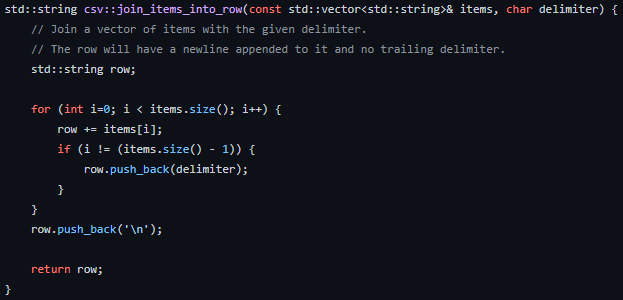 std::string csv::join_items_into_row(const std::vector<std::string>& items, char delimiter) {
    // Join a vector of items with the given delimiter.
    // The row will have a newline appended to it and no trailing delimiter.
    std::string row;

    for (int i=0; i < items.size(); i++) {
        row += items[i];
        if (i != (items.size() - 1)) {
            row.push_back(delimiter);
        }
    }
    row.push_back('\n');

    return row;
}